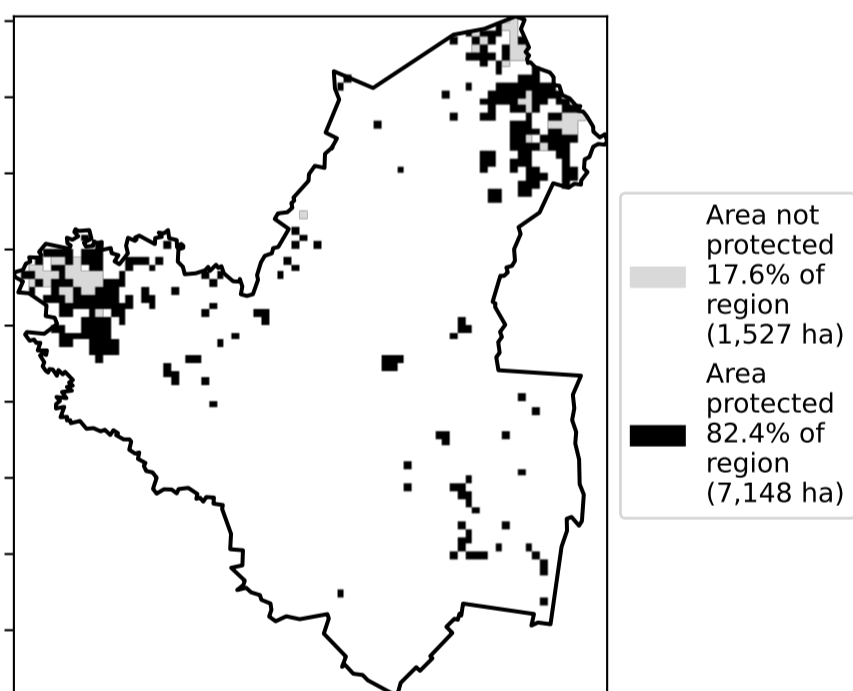 Area not
protected
17.6% of
region
(1,527 ha)
Area
protected
82.4% of
region
(7,148 ha)